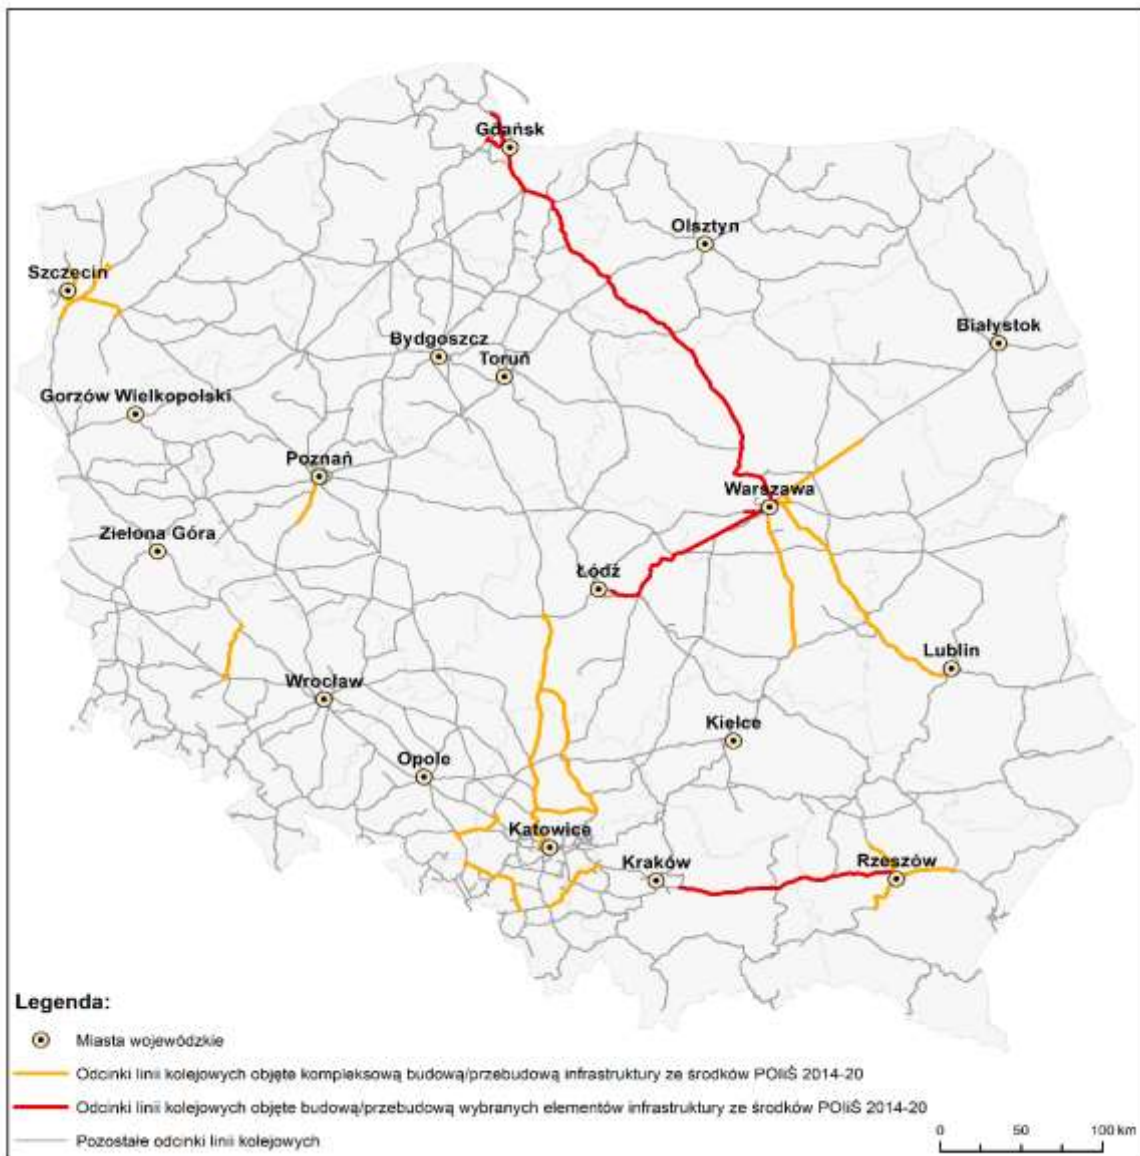 Gdańsk
Olsztyn
Szczecin
Białystok
Bydgoszcz
Toruń
Gorzów Wielkopolski
Poznań
Warszawa
Zielona Góra
Łódź
Lublin
Wrocław
Kielce
Opole
Katowice
Kraków
Rzeszów
Legenda:
Miasta wojewódzkie
Odcinki linii kolejowych objęte kompleksową budową/przebudową infrastruktury ze środków POIiŚ 2014-20
Odcinki linii kolejowych objęte budową/przebudową wybranych elementów infrastruktury ze środków POIiŚ 2014-20
Pozostałe odcinki linii kolejowych
0 50 100 km